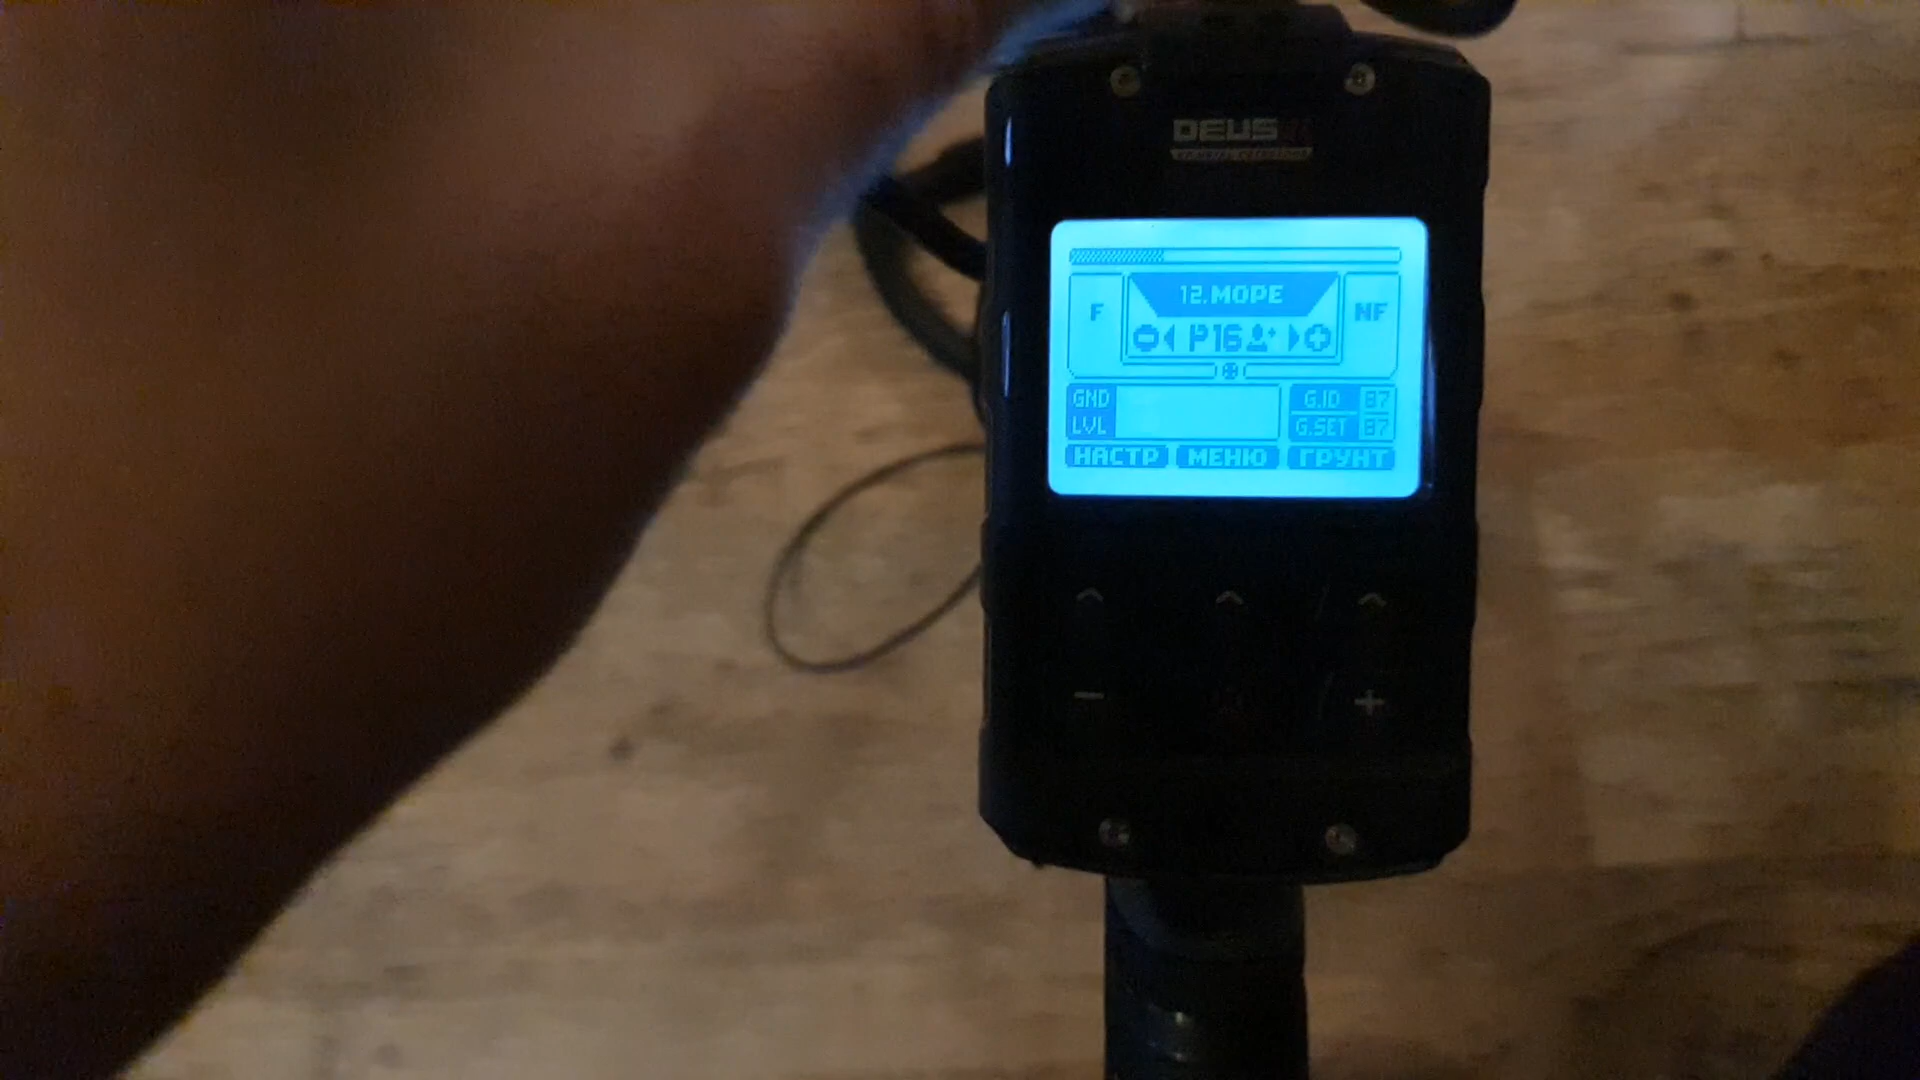 DEUS
F
12.МОРЕ
NF
P16
GND
LVL
G.ID 87
G.SET 87
НАСТР МЕНЮ ГРУНТ